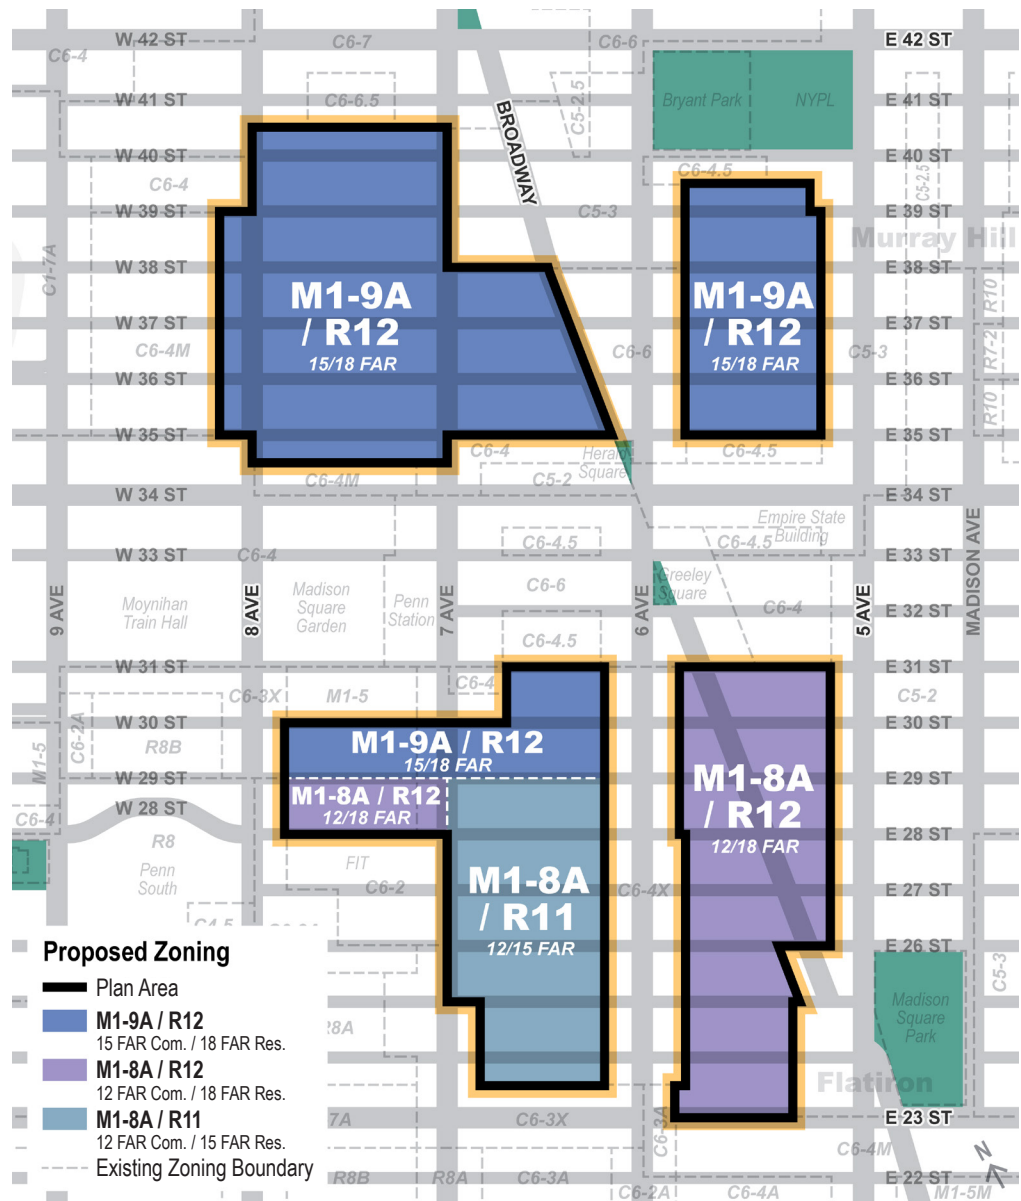 W 42 ST
C6-7
C6-6
E 42 ST
C6-4
W 41 ST
C6-6.5
BROADWAY
C5-2.5
Bryant Park
NYPL
E 41 ST
W 40 ST
E 40 ST
C6-4
C6-4.5
C5-2.5
W 39 ST
C5-3
E 39 ST
Murray Hill
C1-7A
W 38 ST
E 38 ST
M1-9A
/ R12
15/18 FAR
M1-9A
/ R12
15/18 FAR
R10
W 37 ST
E 37 ST
C6-4M
C6-6
C5-3
R7-2
W 36 ST
E 36 ST
R10
W 35 ST
E 35 ST
C6-4
Herald
Square
C6-4.5
C6-4M
C5-2
W 34 ST
E 34 ST
Empire State
Building
W 33 ST
C6-4
C6-4.5
C6-4.5
E 33 ST
MADISON AVE
9 AVE
8 AVE
7 AVE
6 AVE
5 AVE
Moynihan
Train Hall
Madison
Square
Garden
Penn
Station
C6-6
Greeley
Square
C6-4
E 32 ST
C6-4.5
W 31 ST
E 31 ST
C6-3X
M1-5
C6-4
C5-2
W 30 ST
E 30 ST
M1-5
C6-2A
R8B
M1-9A / R12
15/18 FAR
W 29 ST
E 29 ST
M1-8A / R12
12/18 FAR
M1-8A
/ R12
12/18 FAR
W 28 ST
C6-4
E 28 ST
R8
Penn
South
FIT
C6-2
M1-8A
/ R11
12/15 FAR
C6-4X
E 27 ST
C4.5
E 26 ST
C5-3
Madison
Square
Park
R8A
Flatiron
7A
C6-3X
C6-3A
E 23 ST
C6-4M
N
R8B
R8A
C6-3A
C6-2A
C6-4A
E 22 ST
M1-5M
Proposed Zoning
Plan Area
M1-9A / R12
15 FAR Com. / 18 FAR Res.
M1-8A / R12
12 FAR Com. / 18 FAR Res.
M1-8A / R11
12 FAR Com. / 15 FAR Res.
Existing Zoning Boundary